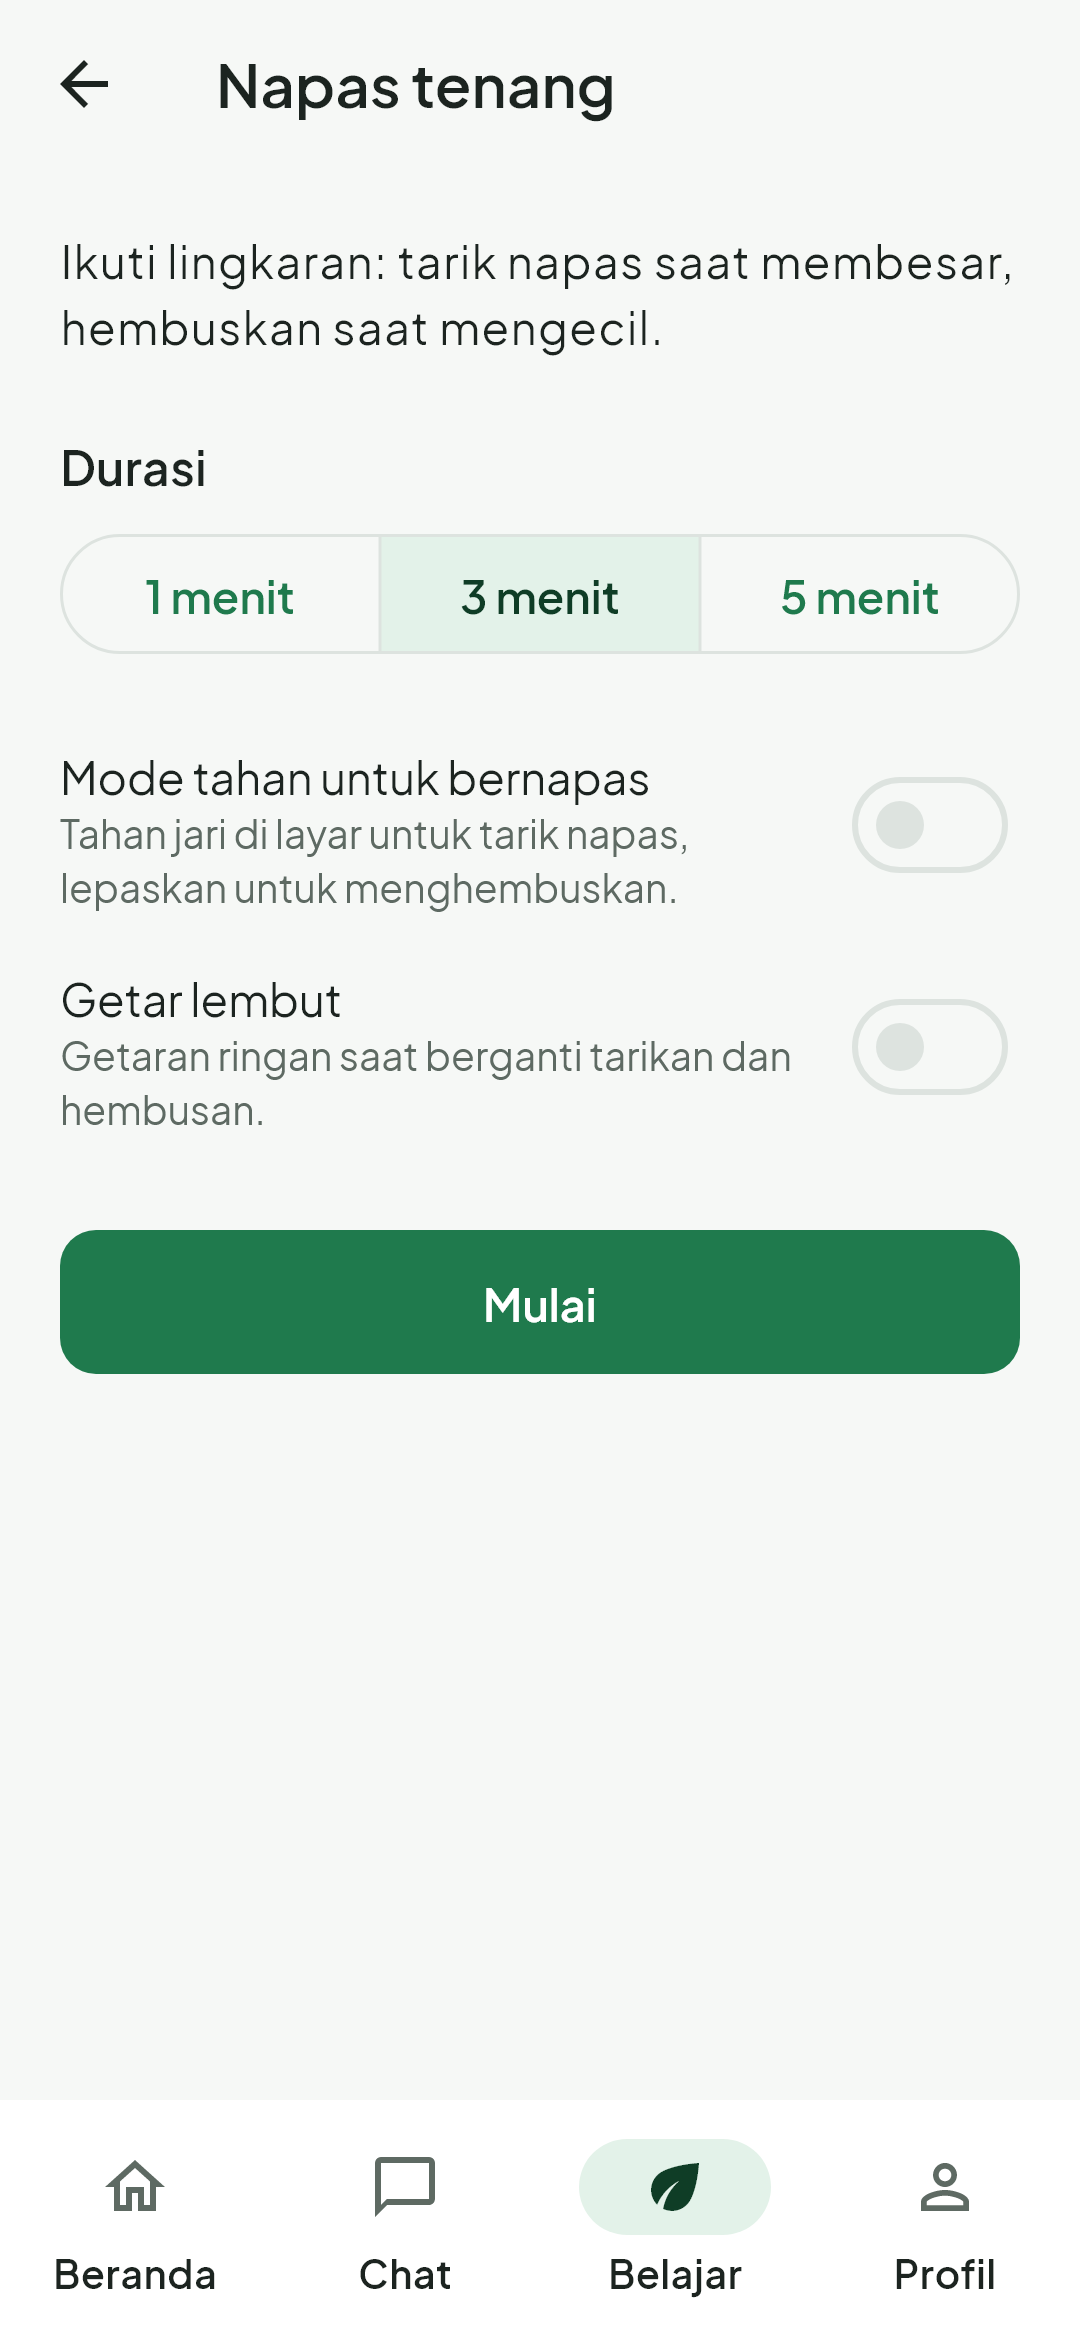 Napas tenang
Ikuti lingkaran: tarik napas saat membesar,
hembuskan saat mengecil.
Durasi
1 menit
3 menit
5 menit
Mode tahan untuk bernapas
Tahan jari di layar untuk tarik napas,
lepaskan untuk menghembuskan.
Getar lembut
Getaran ringan saat berganti tarikan dan
hembusan.
Mulai
Beranda
Chat
Belajar
Profil